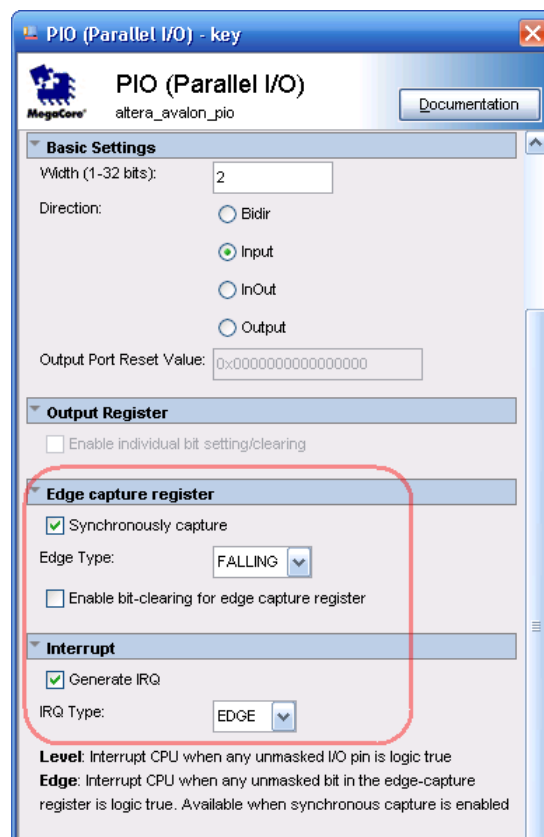 PIO (Parallel I/O) - key
PIO (Parallel I/O)
altera_avalon_pio
MegaCore®
Documentation
Basic Settings
Width (1-32 bits):
2
Direction:
Bidir
Input
InOut
Output
Output Port Reset Value:
0x0000000000000000
Output Register
Enable individual bit setting/clearing
Edge capture register
Synchronously capture
Edge Type:
FALLING
Enable bit-clearing for edge capture register
Interrupt
Generate IRQ
IRQ Type:
EDGE
Level: Interrupt CPU when any unmasked I/O pin is logic true
Edge: Interrupt CPU when any unmasked bit in the edge-capture
register is logic true. Available when synchronous capture is enabled